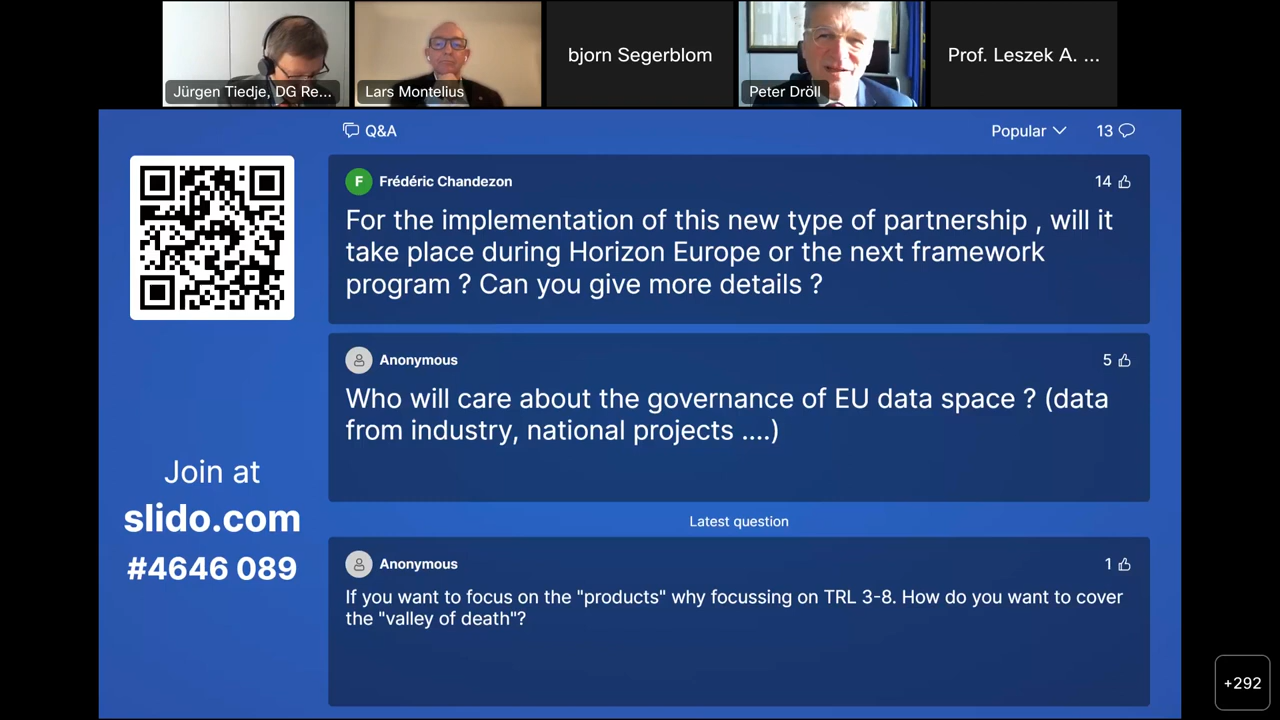 Jürgen Tiedje, DG Re...
Lars Montelius
bjorn Segerblom
Peter Dröll
Prof. Leszek A. ...
Q&A
Popular
13
F
Frédéric Chandezon
14
For the implementation of this new type of partnership , will it
take place during Horizon Europe or the next framework
program ? Can you give more details ?
Anonymous
5
Who will care about the governance of EU data space ? (data
from industry, national projects ....)
Join at
slido.com
#4646 089
Latest question
Anonymous
1
If you want to focus on the "products" why focussing on TRL 3-8. How do you want to cover
the "valley of death"?
+292